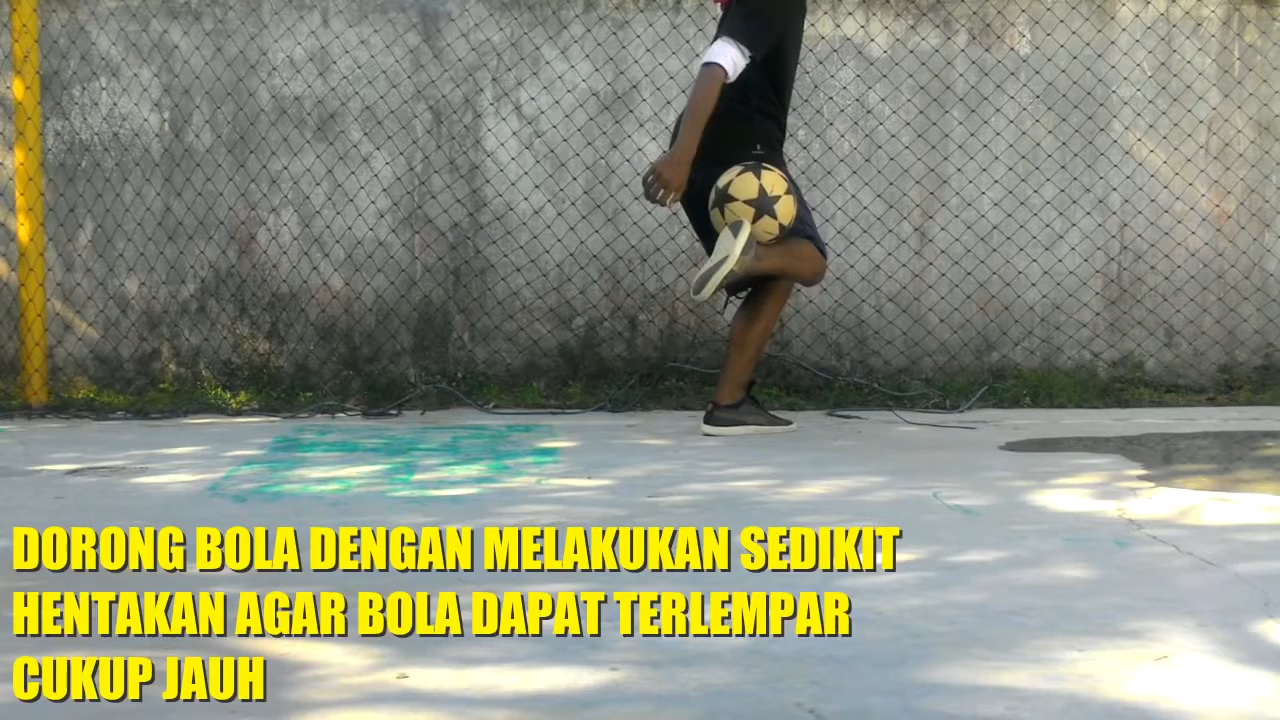 DORONG BOLA DENGAN MELAKUKAN SEDIKIT
HENTAKAN AGAR BOLA DAPAT TERLEMPAR
CUKUP JAUH